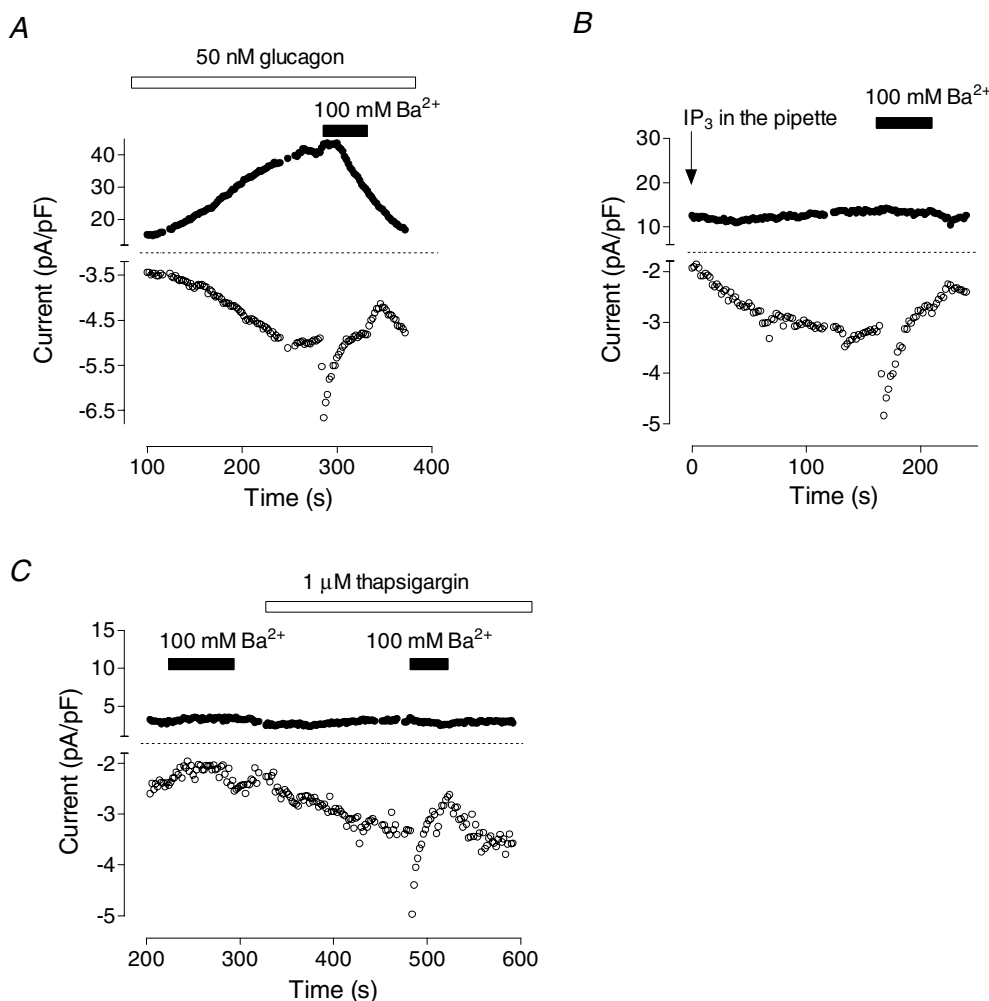 A
50 nM glucagon
100 mM Ba2+
40
30
20
-3.5
-4.5
-5.5
-6.5
Current (pA/pF)
100 200 300 400
Time (s)
B
100 mM Ba2+
IP3 in the pipette
30
20
10
-2
-3
-4
-5
Current (pA/pF)
0 100 200
Time (s)
C
1 μM thapsigargin
100 mM Ba2+ 100 mM Ba2+
15
10
5
-2
-3
-4
-5
Current (pA/pF)
200 300 400 500 600
Time (s)